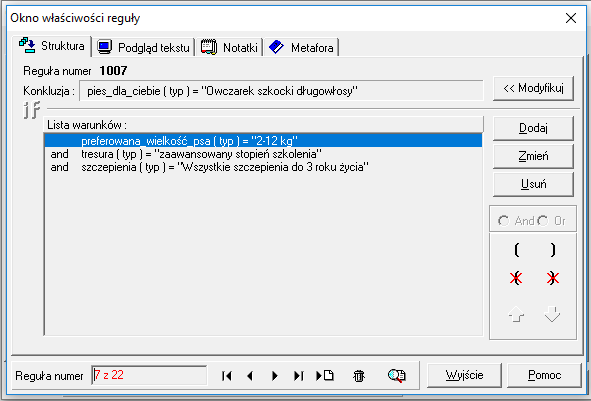 Okno właściwości reguły
Struktura
Podgląd tekstu
Notatki
Metafora
Reguła numer 1007
Konkluzja : pies_dla_ciebie ( typ ) = "Owczarek szkocki długowłosy"
<< Modyfikuj
if
Lista warunków :
preferowana_wielkość_psa ( typ ) = "2-12 kg"
and tresura ( typ ) = "zaawansowany stopień szkolenia"
and szczepienia ( typ ) = "Wszystkie szczepienia do 3 roku życia"
Dodaj
Zmień
Usuń
And Or
( )
( )
Reguła numer 7 z 22
Wyjście
Pomoc